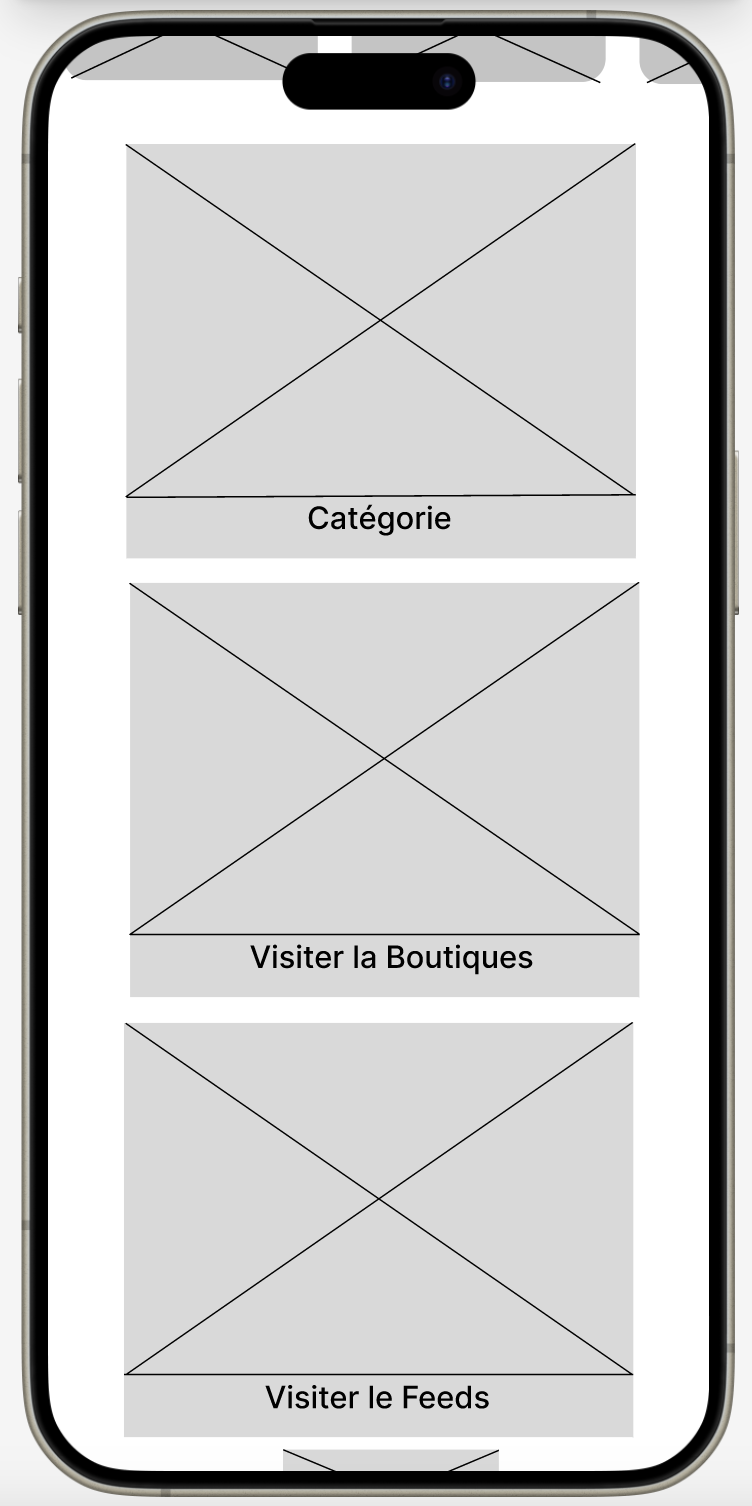 Catégorie
Visiter la Boutiques
Visiter le Feeds